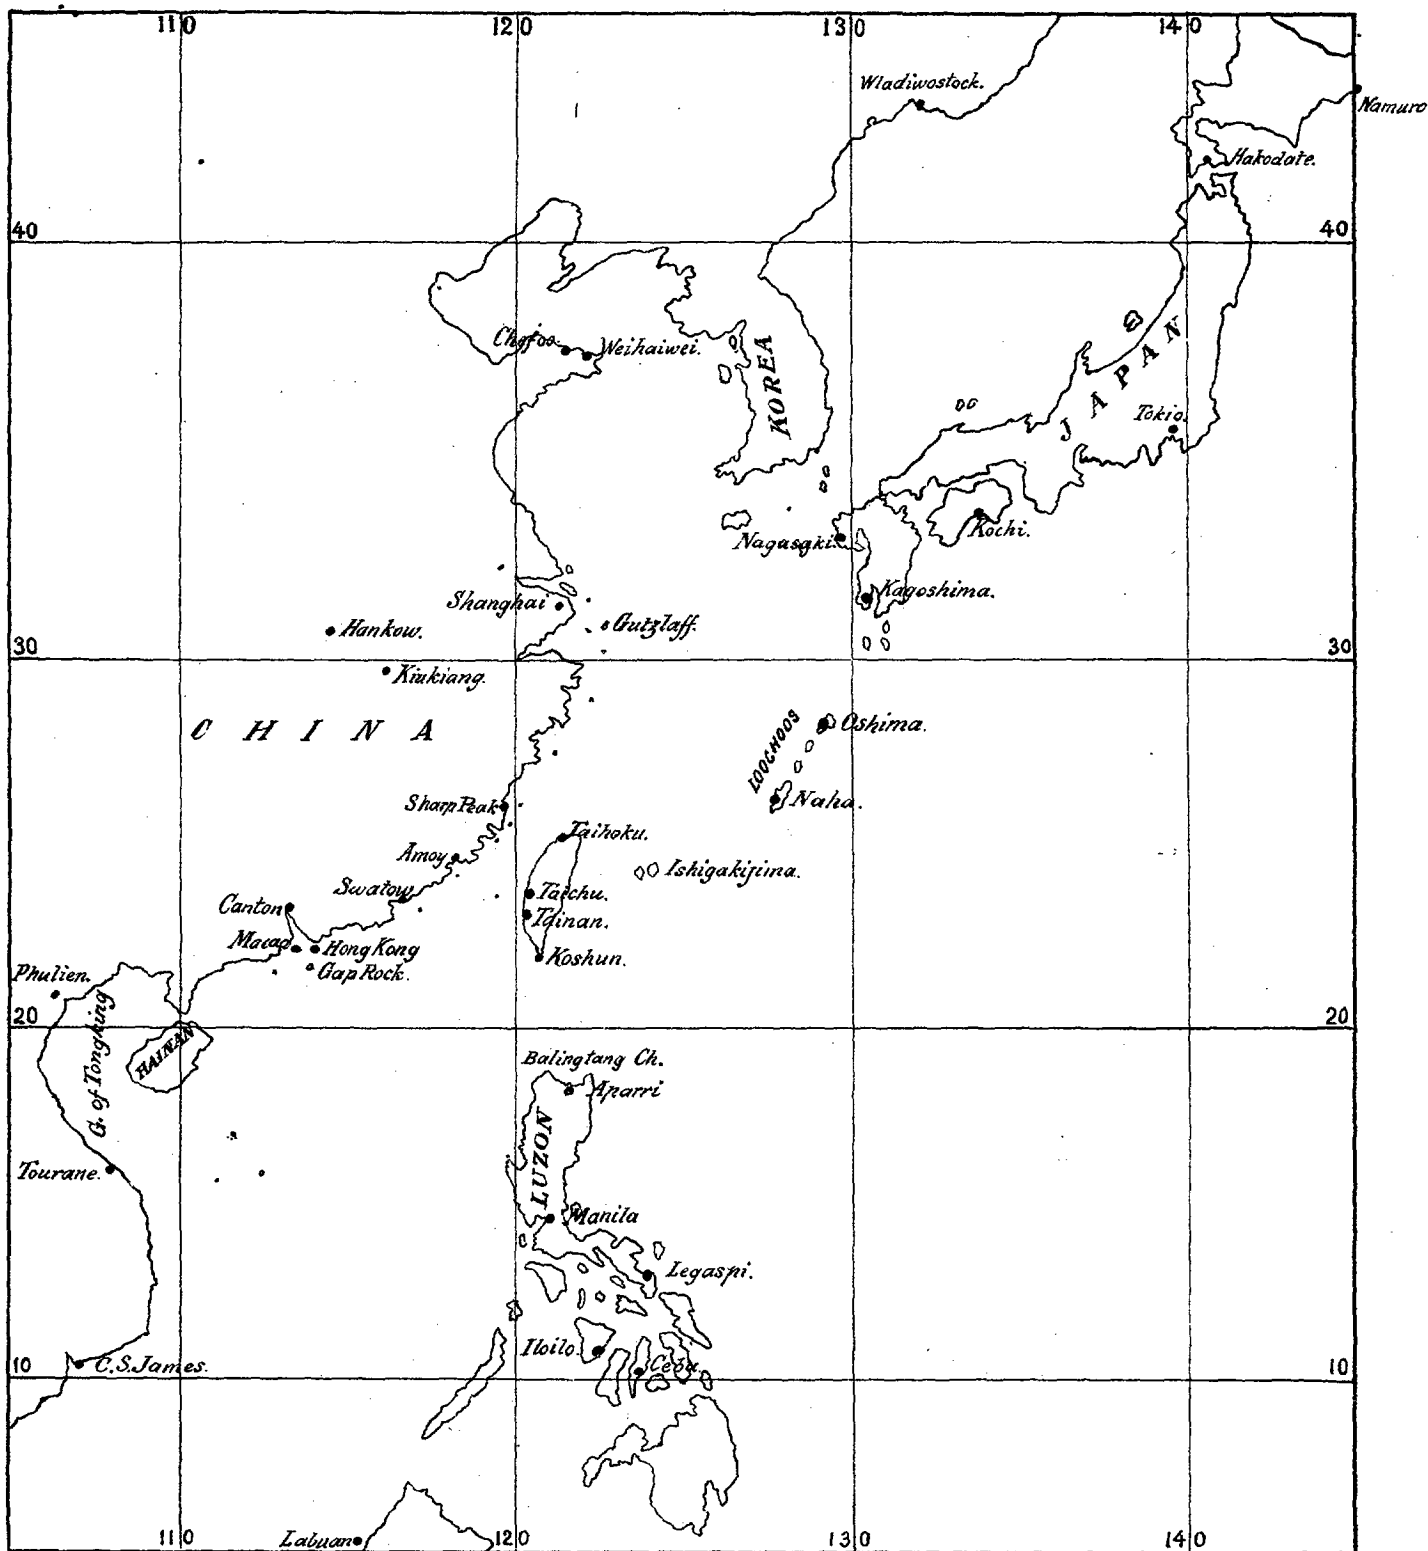 110 120 130 140
Wladiwostock.
Namuro
Hakodate.
40 40
Chefoo. Weihaiwei.
KOREA
JAPAN
Tokio.
Nagasaki. Kochi.
Kagoshima.
Shanghai
Gutzlaff.
Hankow.
30 30
Kiukiang.
CHINA
LOOCHOOS
Oshima.
Naha.
Sharp Peak
Taihoku.
Amoy
Ishigakijima.
Swatow
Taichu.
Canton
Tainan.
Macao Hong Kong
Koshun.
Gap Rock.
Phulien.
G. of Tongking
20 20
HAINAN
Balingtang Ch.
Aparri
LUZON
Tourane.
Manila
Legaspi.
Iloilo.
C.S.James. Cebu.
10 10
Labuan
110 120 130 140